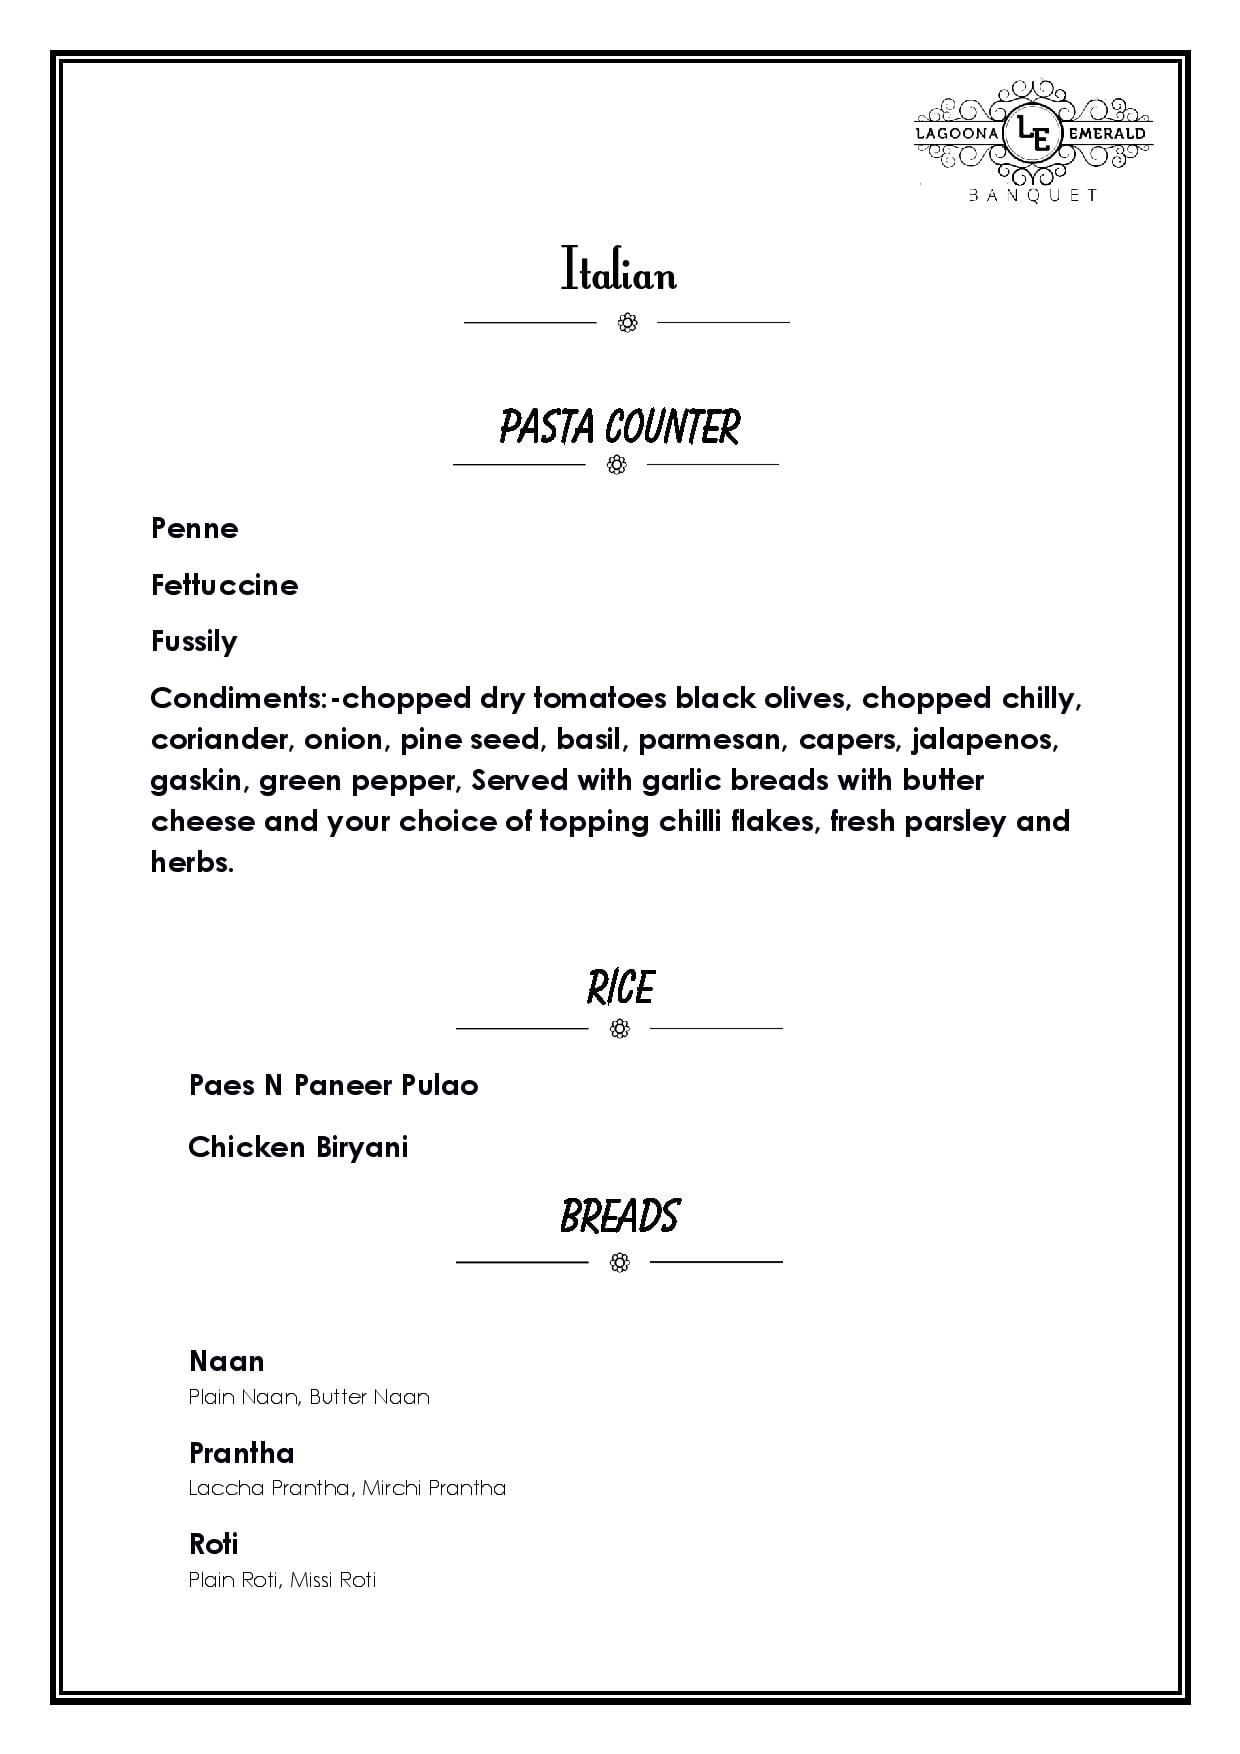 LAGOONA LE EMERALD
BANQUET
Italian
PASTA COUNTER
Penne
Fettuccine
Fussily
Condiments:-chopped dry tomatoes black olives, chopped chilly,
coriander, onion, pine seed, basil, parmesan, capers, jalapenos,
gaskin, green pepper, Served with garlic breads with butter
cheese and your choice of topping chilli flakes, fresh parsley and
herbs.
RICE
Paes N Paneer Pulao
Chicken Biryani
BREADS
Naan
Plain Naan, Butter Naan
Prantha
Laccha Prantha, Mirchi Prantha
Roti
Plain Roti, Missi Roti